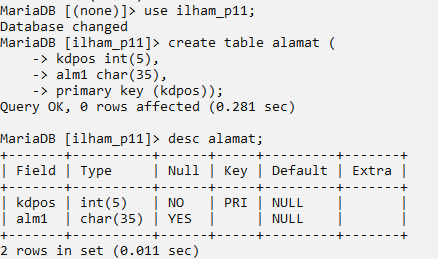 MariaDB [(none)]> use ilham_p11;
Database changed
MariaDB [ilham_p11]> create table alamat (
    -> kdpos int(5),
    -> alm1 char(35),
    -> primary key (kdpos));
Query OK, 0 rows affected (0.281 sec)

MariaDB [ilham_p11]> desc alamat;
+-------+----------+------+-----+---------+-------+
| Field | Type     | Null | Key | Default | Extra |
+-------+----------+------+-----+---------+-------+
| kdpos | int(5)   | NO   | PRI | NULL    |       |
| alm1  | char(35) | YES  |     | NULL    |       |
+-------+----------+------+-----+---------+-------+
2 rows in set (0.011 sec)